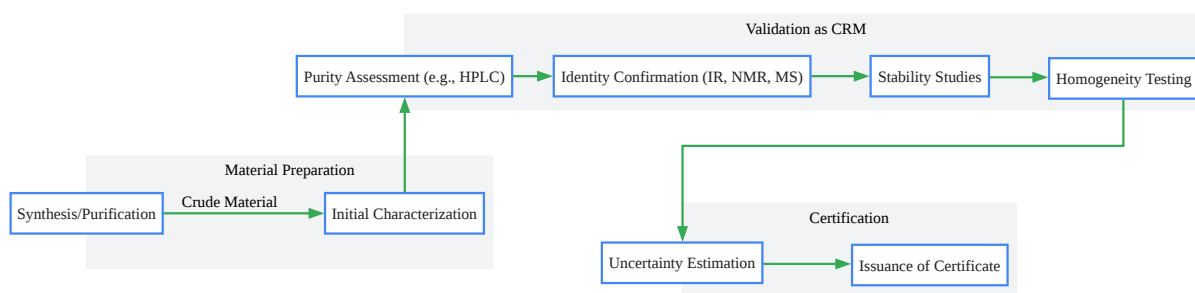 Validation as CRM
Purity Assessment (e.g., HPLC)
Identity Confirmation (IR, NMR, MS)
Stability Studies
Homogeneity Testing
Material Preparation
Synthesis/Purification
Crude Material
Initial Characterization
Certification
Uncertainty Estimation
Issuance of Certificate